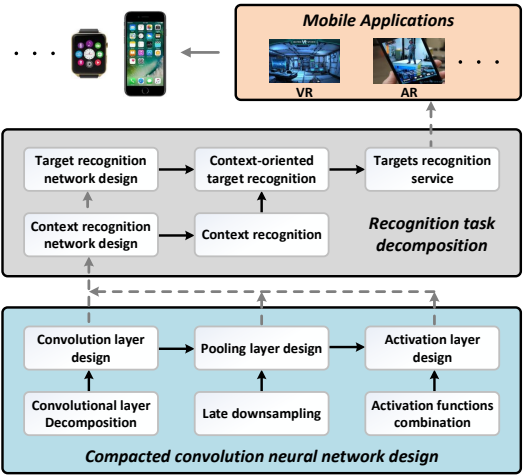 Mobile Applications
VR
AR
Target recognition
network design
Context-oriented
target recognition
Targets recognition
service
Context recognition
network design
Context recognition
Recognition task
decomposition
Convolution layer
design
Pooling layer design
Activation layer
design
Convolutional layer
Decomposition
Late downsampling
Activation functions
combination
Compacted convolution neural network design